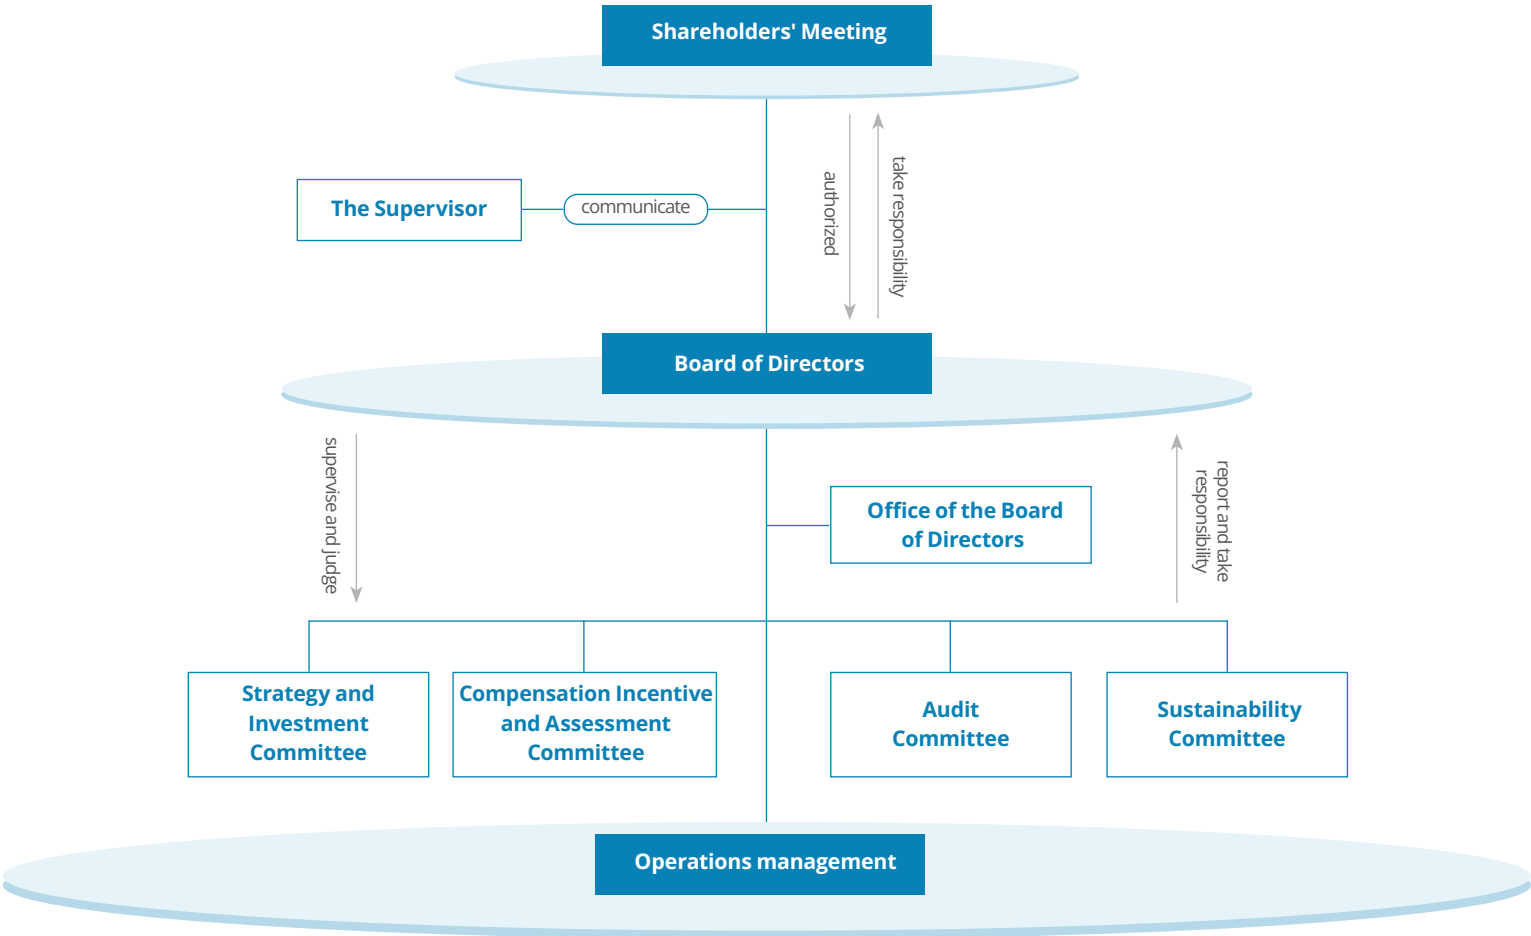 Shareholders' Meeting
authorized
take responsibility
The Supervisor
communicate
Board of Directors
supervise and judge
report and take
responsibility
Office of the Board
of Directors
Strategy and
Investment
Committee
Compensation Incentive
and Assessment
Committee
Audit
Committee
Sustainability
Committee
Operations management